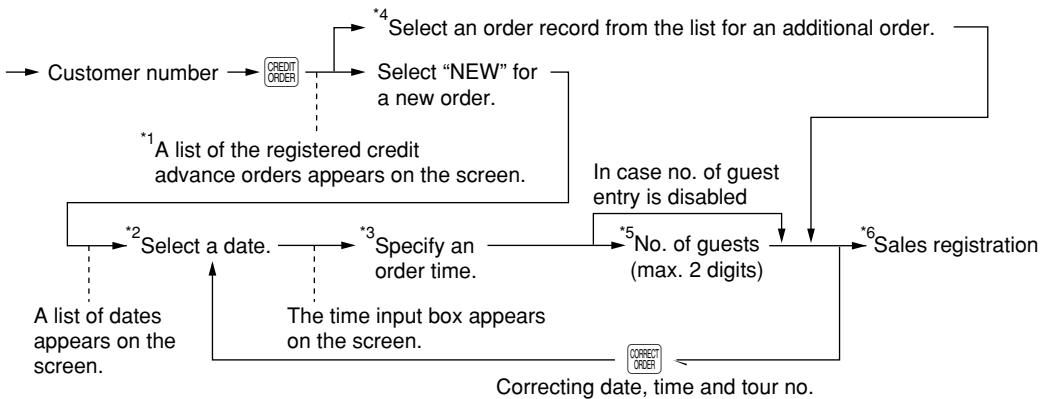 *4Select an order record from the list for an additional order.
Customer number
CREDIT
ORDER
Select “NEW” for
a new order.
*1A list of the registered credit
advance orders appears on the screen.
In case no. of guest
entry is disabled
*2Select a date.
*3Specify an
order time.
*5No. of guests
(max. 2 digits)
*6Sales registration
A list of dates
appears on the
screen.
The time input box appears
on the screen.
CORRECT
ORDER
Correcting date, time and tour no.